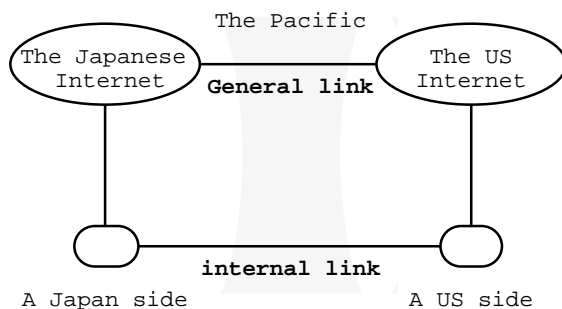 The Pacific
The Japanese
Internet
General link
The US
Internet
internal link
A Japan side
A US side